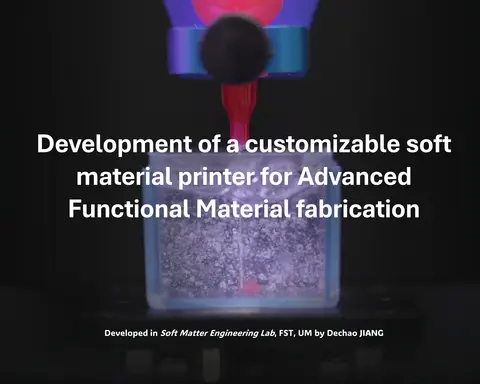 Development of a customizable soft
material printer for Advanced
Functional Material fabrication
Developed in Soft Matter Engineering Lab, FST, UM by Dechao JIANG